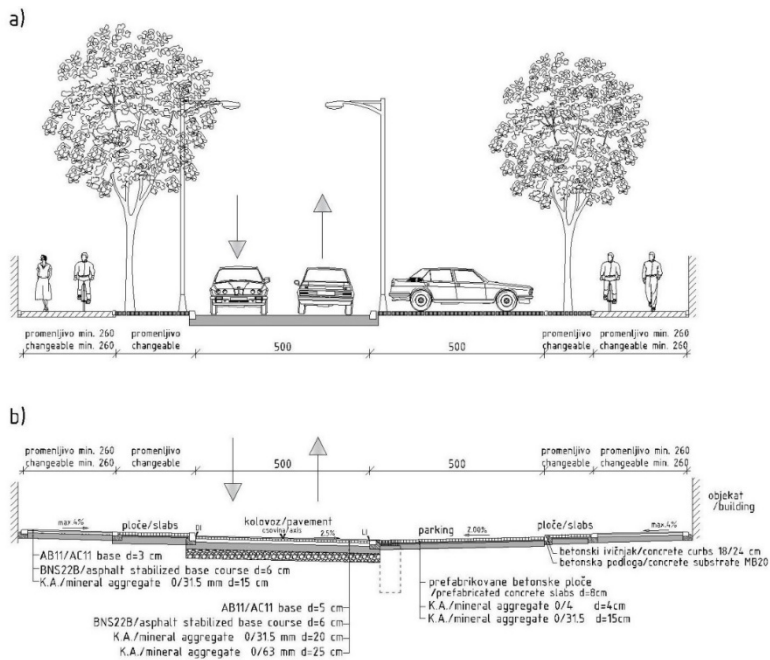 a)
promenljivo min. 260 promenljivo promenljivo promenljivo min. 260
changeable min. 260 changeable 500 500 changeable changeable min. 260
b)
promenljivo min. 260 promenljivo promenljivo promenljivo min. 260
changeable min. 260 changeable 500 500 changeable changeable min. 260
objekat
/building
max.4% ploče/slabs DI kolovoz/pavement LI parking 2.00% ploče/slabs max.4%
osovina/axis 2.5%
AB11/AC11 base d=3 cm
BNS22B/asphalt stabilized base course d=6 cm
K.A./mineral aggregate 0/31.5 mm d=15 cm
AB11/AC11 base d=5 cm
BNS22B/asphalt stabilized base course d=6 cm
K.A./mineral aggregate 0/31.5 mm d=20 cm
K.A./mineral aggregate 0/63 mm d=25 cm
betonski ivičnjak/concrete curbs 18/24 cm
betonska podloga/concrete substrate MB20
prefabrikovane betonske ploče
/prefabricated concrete slabs d=8cm
K.A./mineral aggregate 0/4 d=4cm
K.A./mineral aggregate 0/31.5 d=15cm